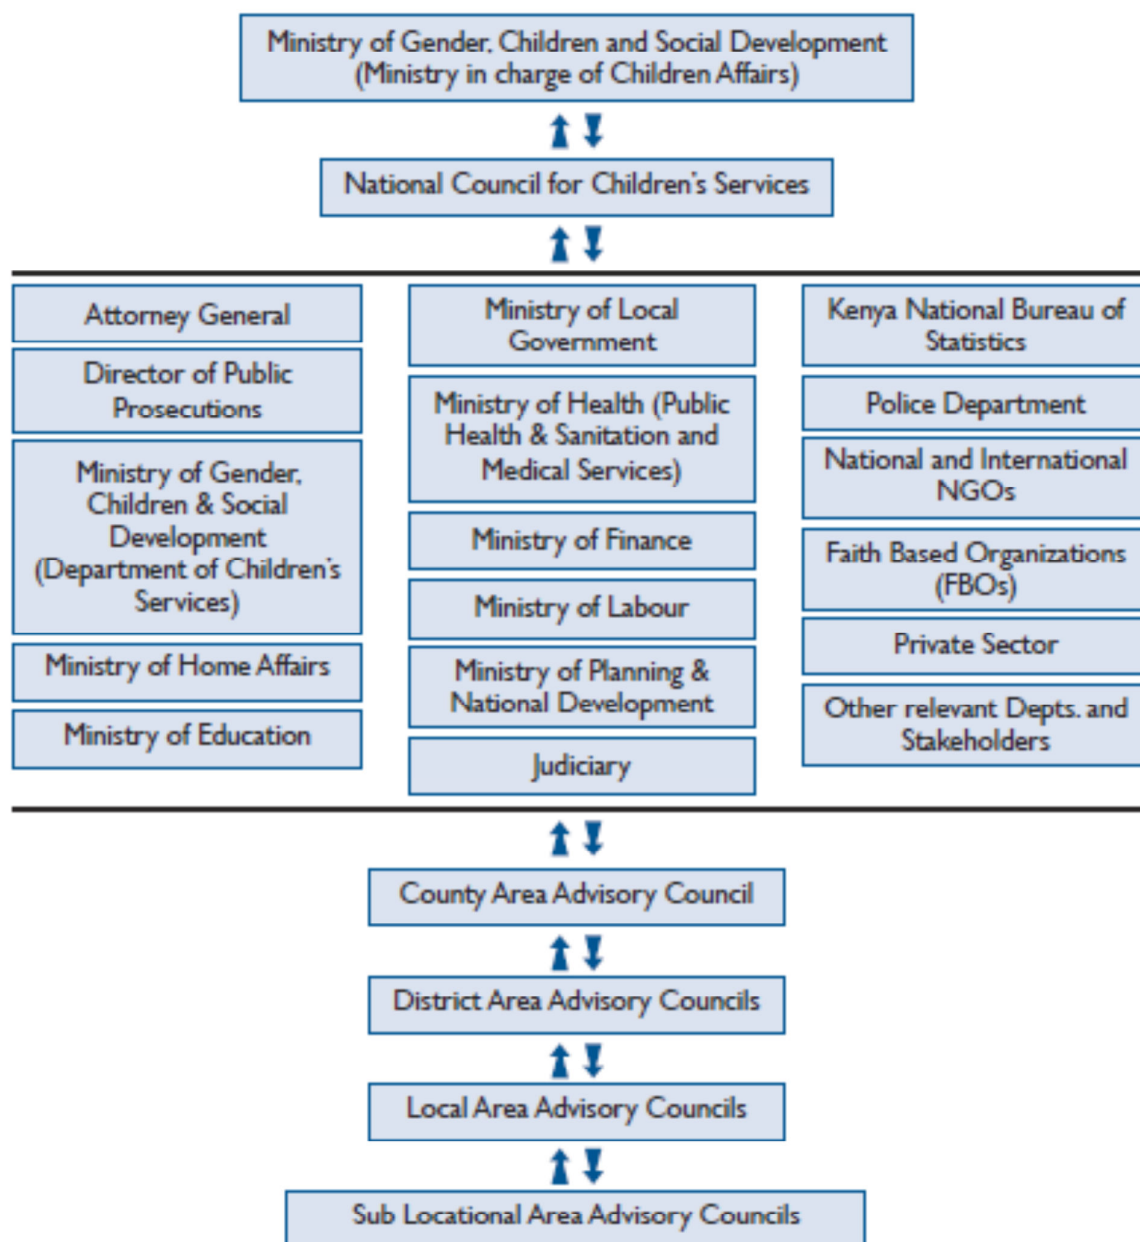 Ministry of Gender, Children and Social Development
(Ministry in charge of Children Affairs)
National Council for Children's Services
Attorney General
Director of Public
Prosecutions
Ministry of Gender,
Children & Social
Development
(Department of Children's
Services)
Ministry of Home Affairs
Ministry of Education
Ministry of Local
Government
Ministry of Health (Public
Health & Sanitation and
Medical Services)
Ministry of Finance
Ministry of Labour
Ministry of Planning &
National Development
Judiciary
Kenya National Bureau of
Statistics
Police Department
National and International
NGOs
Faith Based Organizations
(FBOs)
Private Sector
Other relevant Depts. and
Stakeholders
County Area Advisory Council
District Area Advisory Councils
Local Area Advisory Councils
Sub Locational Area Advisory Councils